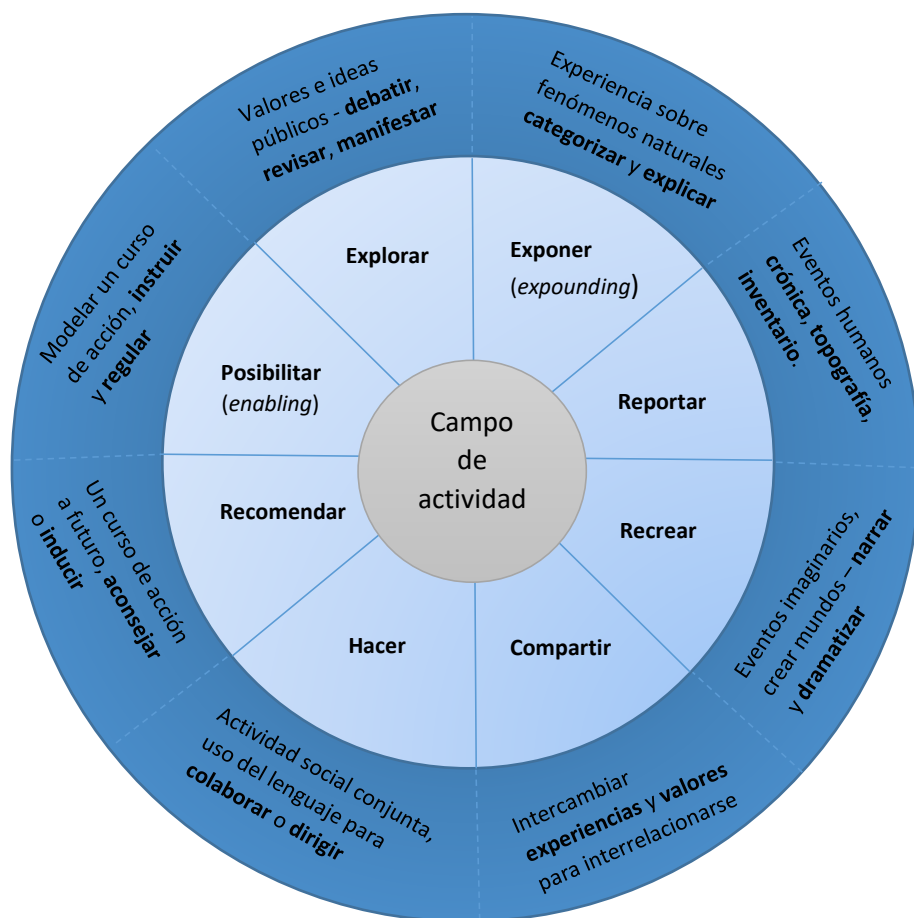 Valores e ideas
públicos - debatir,
revisar, manifestar
Experiencia sobre
fenómenos naturales
categorizar y explicar
Eventos humanos
crónica, topografía,
inventario.
Eventos imaginarios,
crear mundos – narrar
y dramatizar
Intercambiar
experiencias y valores
para interrelacionarse
Actividad social conjunta,
uso del lenguaje para
colaborar o dirigir
Un curso de acción
a futuro, aconsejar
o inducir
Modelar un curso
de acción, instruir
y regular
Explorar
Exponer
(expounding)
Reportar
Recrear
Compartir
Hacer
Recomendar
Posibilitar
(enabling)
Campo
de
actividad